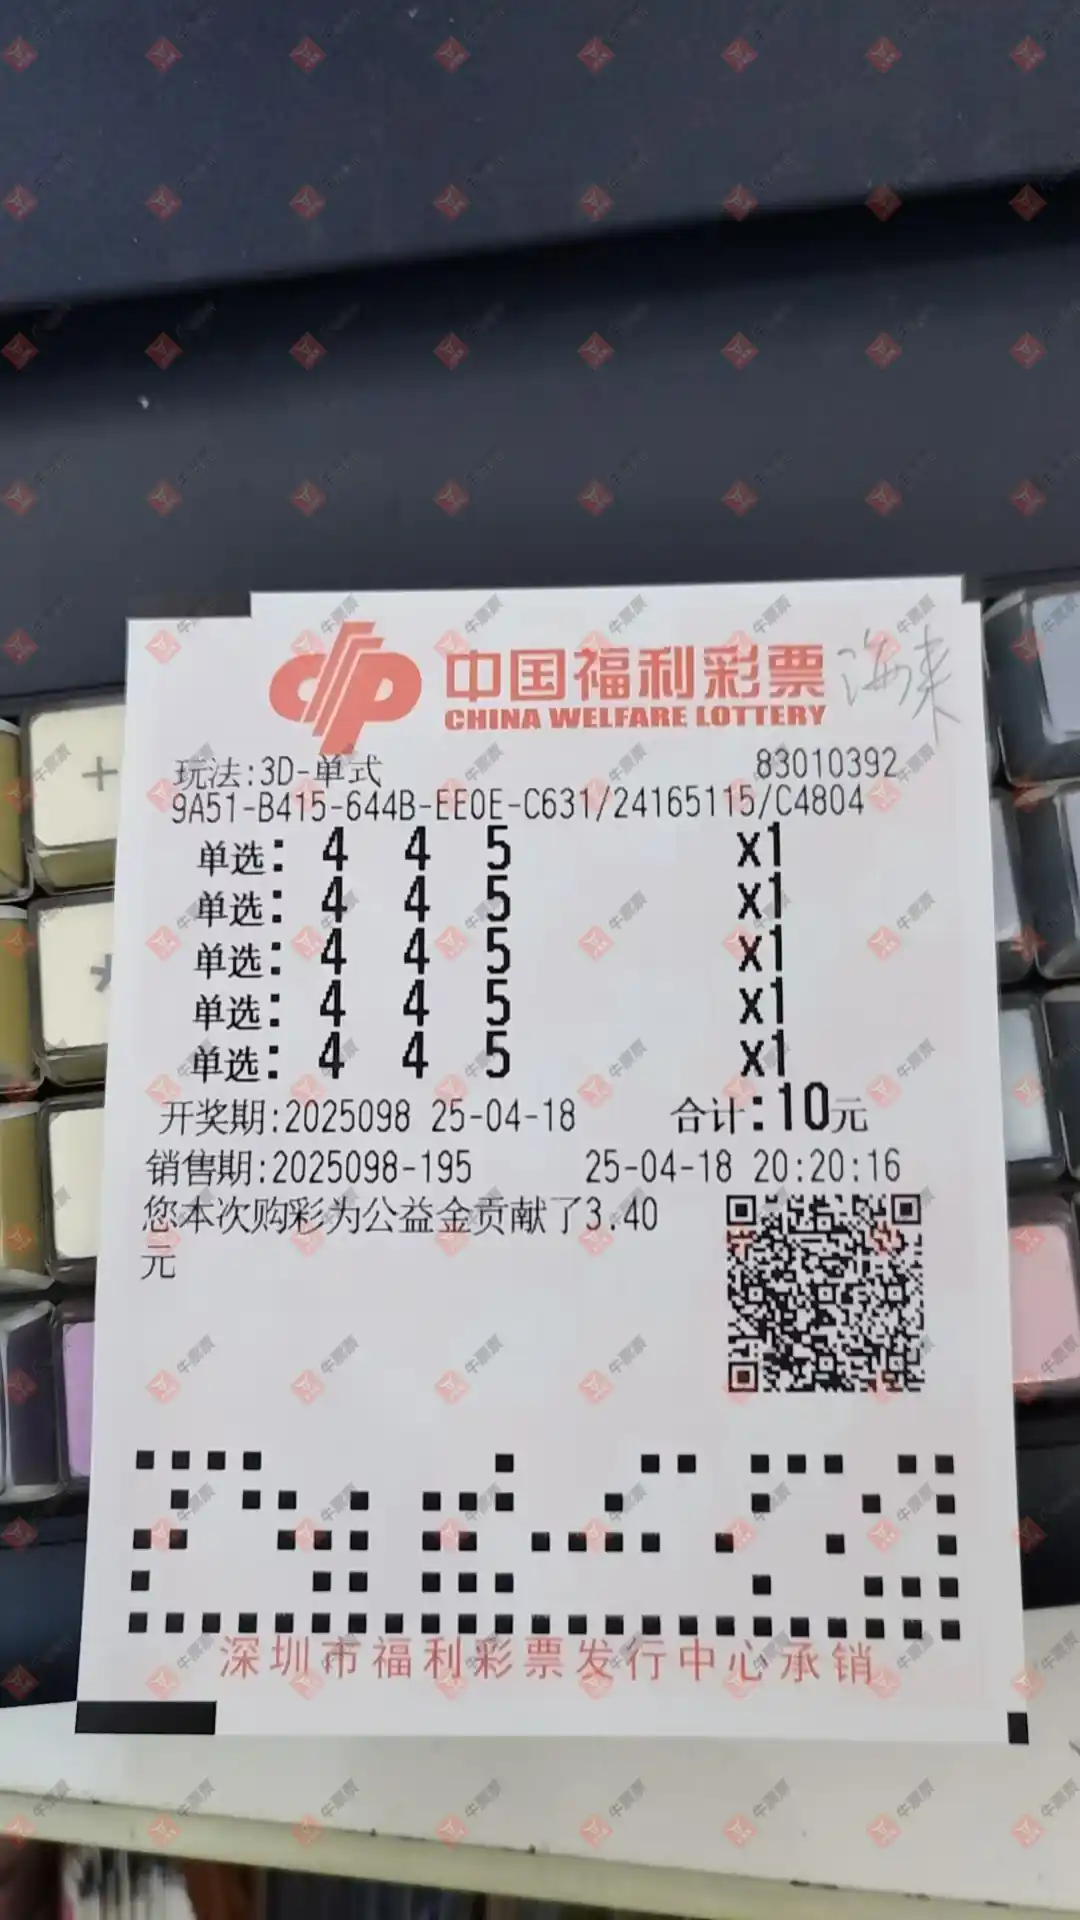 中国福利彩票
CHINA WELFARE LOTTERY
玩法:3D-单式 83010392
9A51-B415-644B-EE0E-C631/24165115/C4804
单选: 4 4 5 x1
单选: 4 4 5 x1
单选: 4 4 5 x1
单选: 4 4 5 x1
单选: 4 4 5 x1
开奖期:2025098 25-04-18 合计:10元
销售期:2025098-195 25-04-18 20:20:16
您本次购彩为公益金贡献了3.40
元
深圳市福利彩票发行中心承销
牛票票